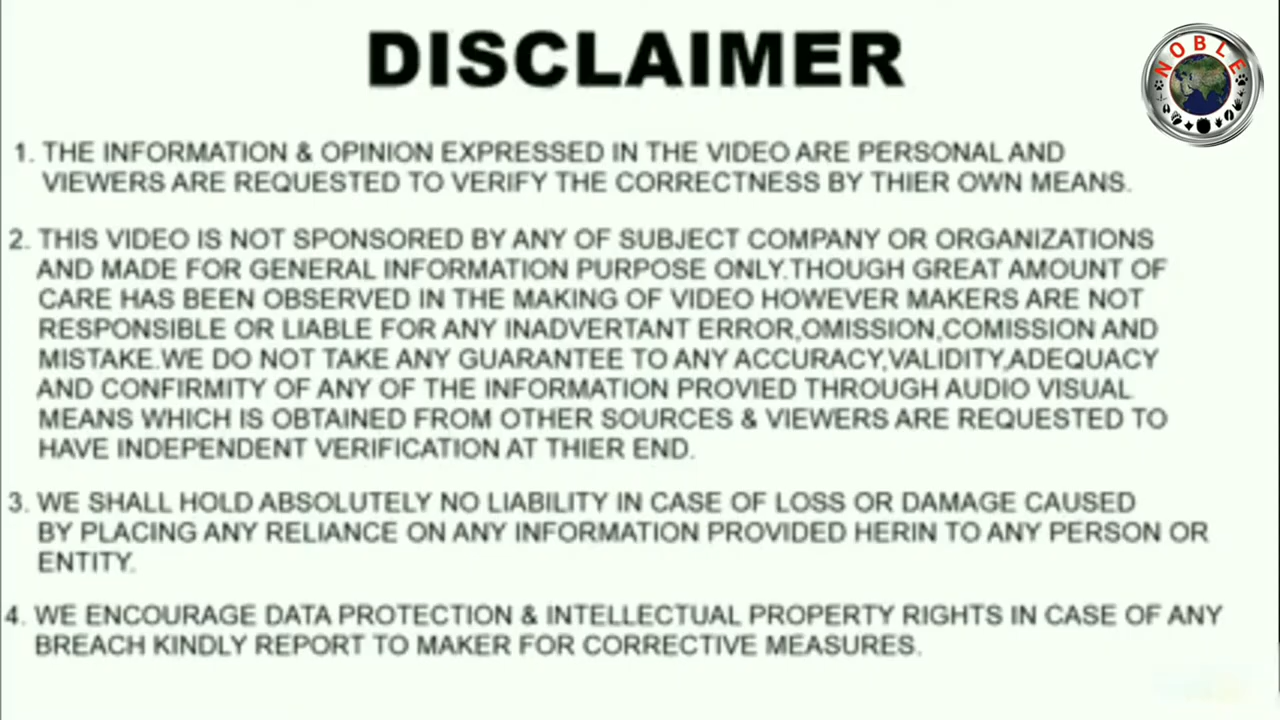 DISCLAIMER
NOBLE
1. THE INFORMATION & OPINION EXPRESSED IN THE VIDEO ARE PERSONAL AND
VIEWERS ARE REQUESTED TO VERIFY THE CORRECTNESS BY THIER OWN MEANS.
2. THIS VIDEO IS NOT SPONSORED BY ANY OF SUBJECT COMPANY OR ORGANIZATIONS
AND MADE FOR GENERAL INFORMATION PURPOSE ONLY.THOUGH GREAT AMOUNT OF
CARE HAS BEEN OBSERVED IN THE MAKING OF VIDEO HOWEVER MAKERS ARE NOT
RESPONSIBLE OR LIABLE FOR ANY INADVERTANT ERROR,OMISSION,COMISSION AND
MISTAKE.WE DO NOT TAKE ANY GUARANTEE TO ANY ACCURACY,VALIDITY,ADEQUACY
AND CONFIRMITY OF ANY OF THE INFORMATION PROVIED THROUGH AUDIO VISUAL
MEANS WHICH IS OBTAINED FROM OTHER SOURCES & VIEWERS ARE REQUESTED TO
HAVE INDEPENDENT VERIFICATION AT THIER END.
3. WE SHALL HOLD ABSOLUTELY NO LIABILITY IN CASE OF LOSS OR DAMAGE CAUSED
BY PLACING ANY RELIANCE ON ANY INFORMATION PROVIDED HERIN TO ANY PERSON OR
ENTITY.
4. WE ENCOURAGE DATA PROTECTION & INTELLECTUAL PROPERTY RIGHTS IN CASE OF ANY
BREACH KINDLY REPORT TO MAKER FOR CORRECTIVE MEASURES.